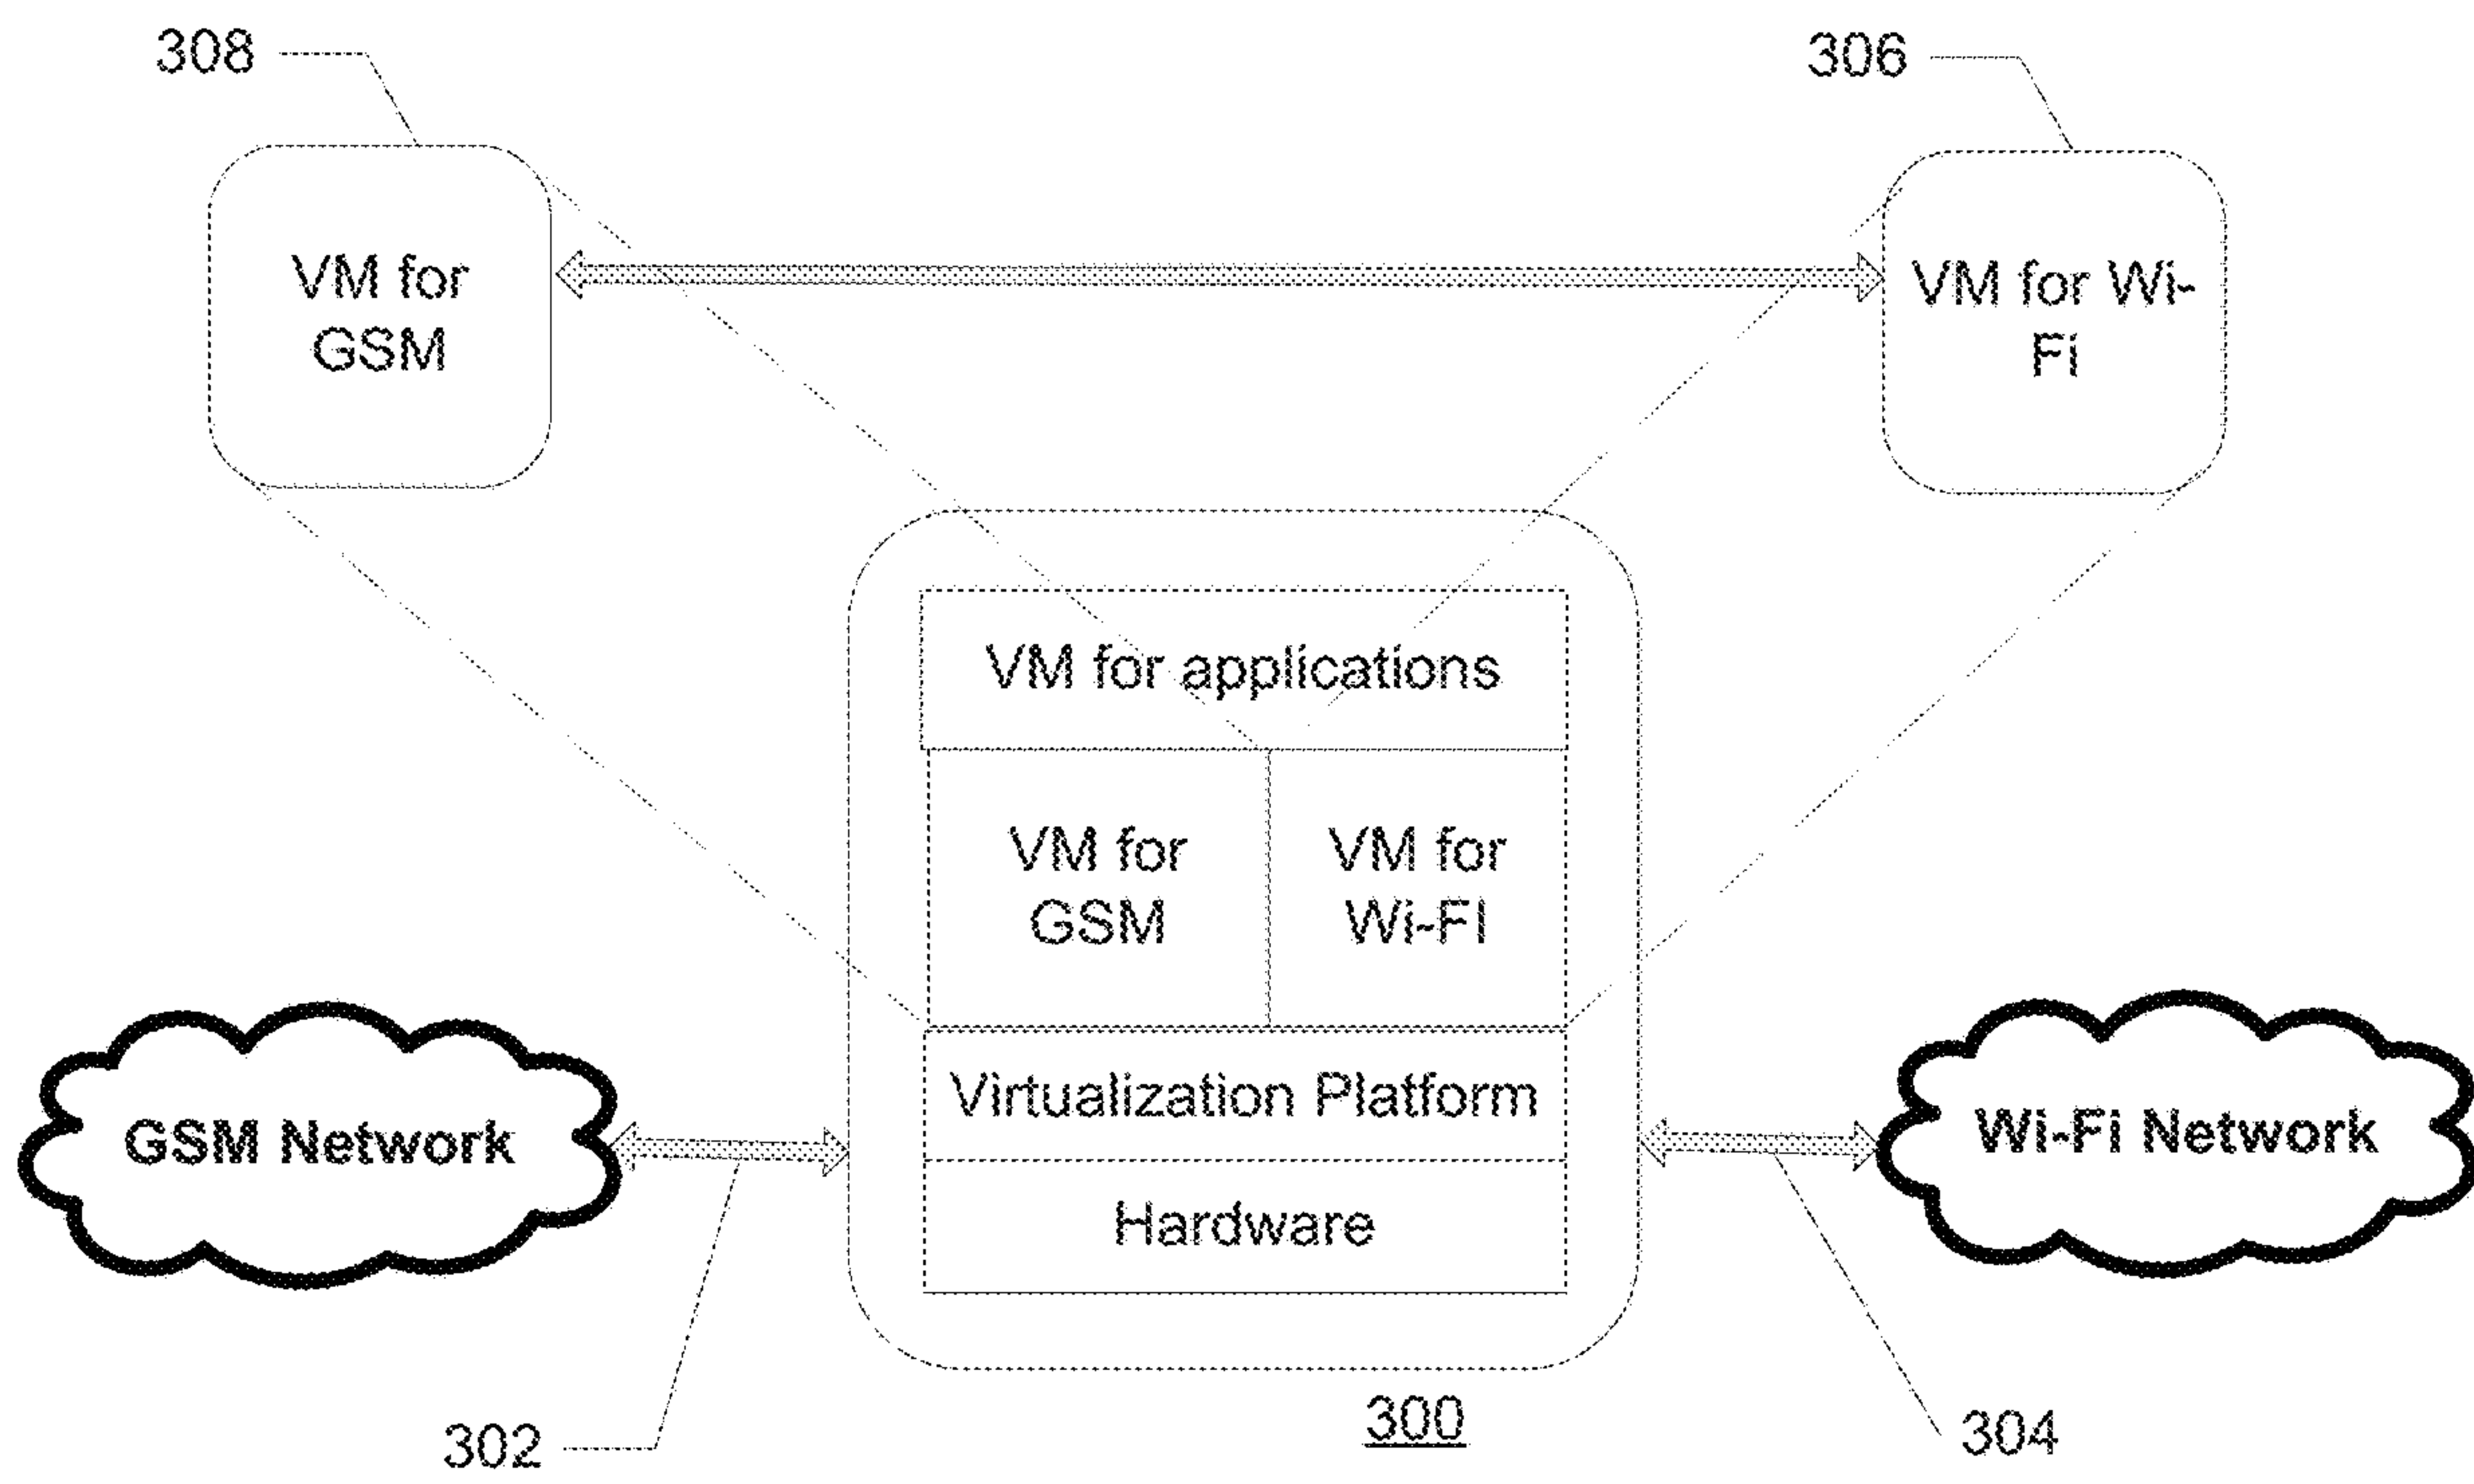 308
306
VM for
GSM
VM for Wi-
Fi
VM for applications
VM for
GSM
VM for
Wi-FI
Virtualization Platform
Hardware
GSM Network
Wi-Fi Network
302
300
304